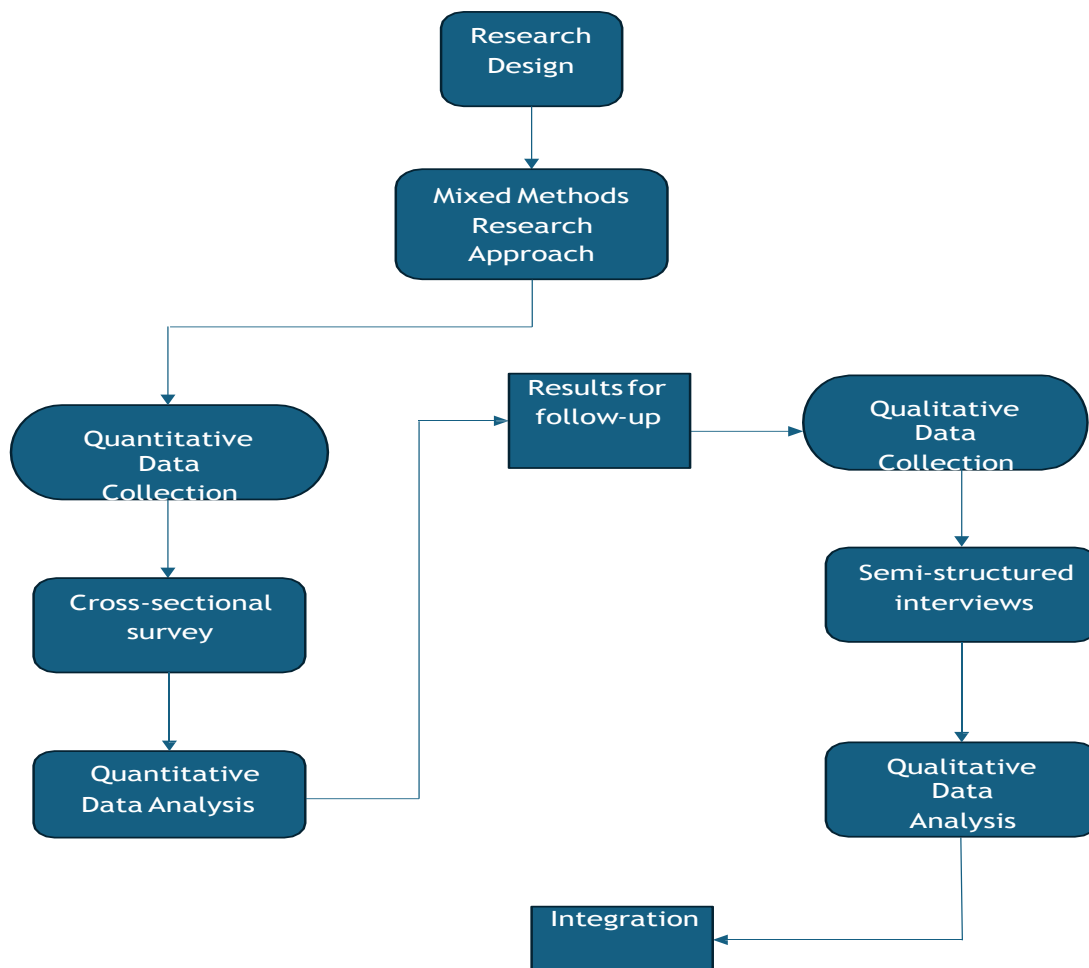 Research
Design
Mixed Methods
Research
Approach
Quantitative
Data
Collection
Cross-sectional
survey
Quantitative
Data Analysis
Results for
follow-up
Qualitative
Data
Collection
Semi-structured
interviews
Qualitative
Data
Analysis
Integration